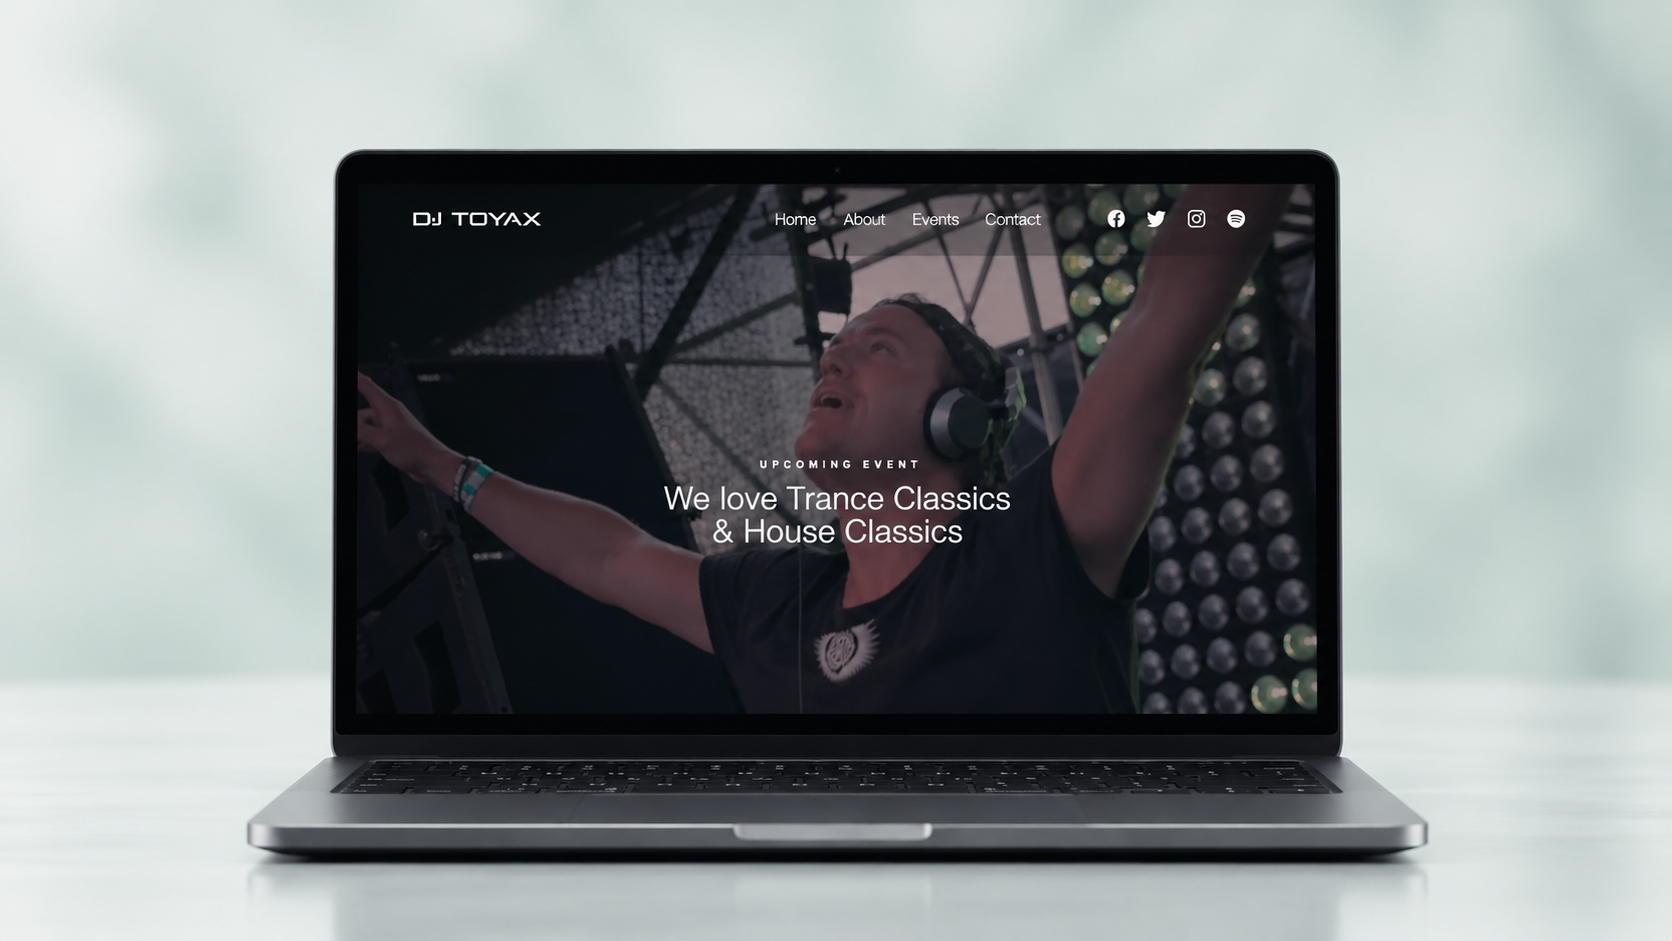 DJ TOYAX
Home About Events Contact
UPCOMING EVENT
We love Trance Classics
& House Classics